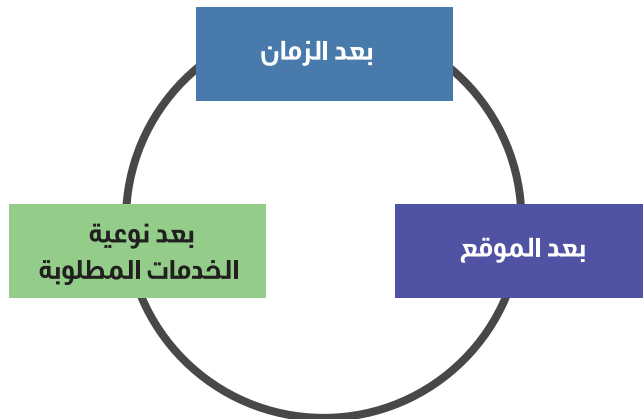 بعد الزمان
بعد الموقع
بعد نوعية
الخدمات المطلوبة